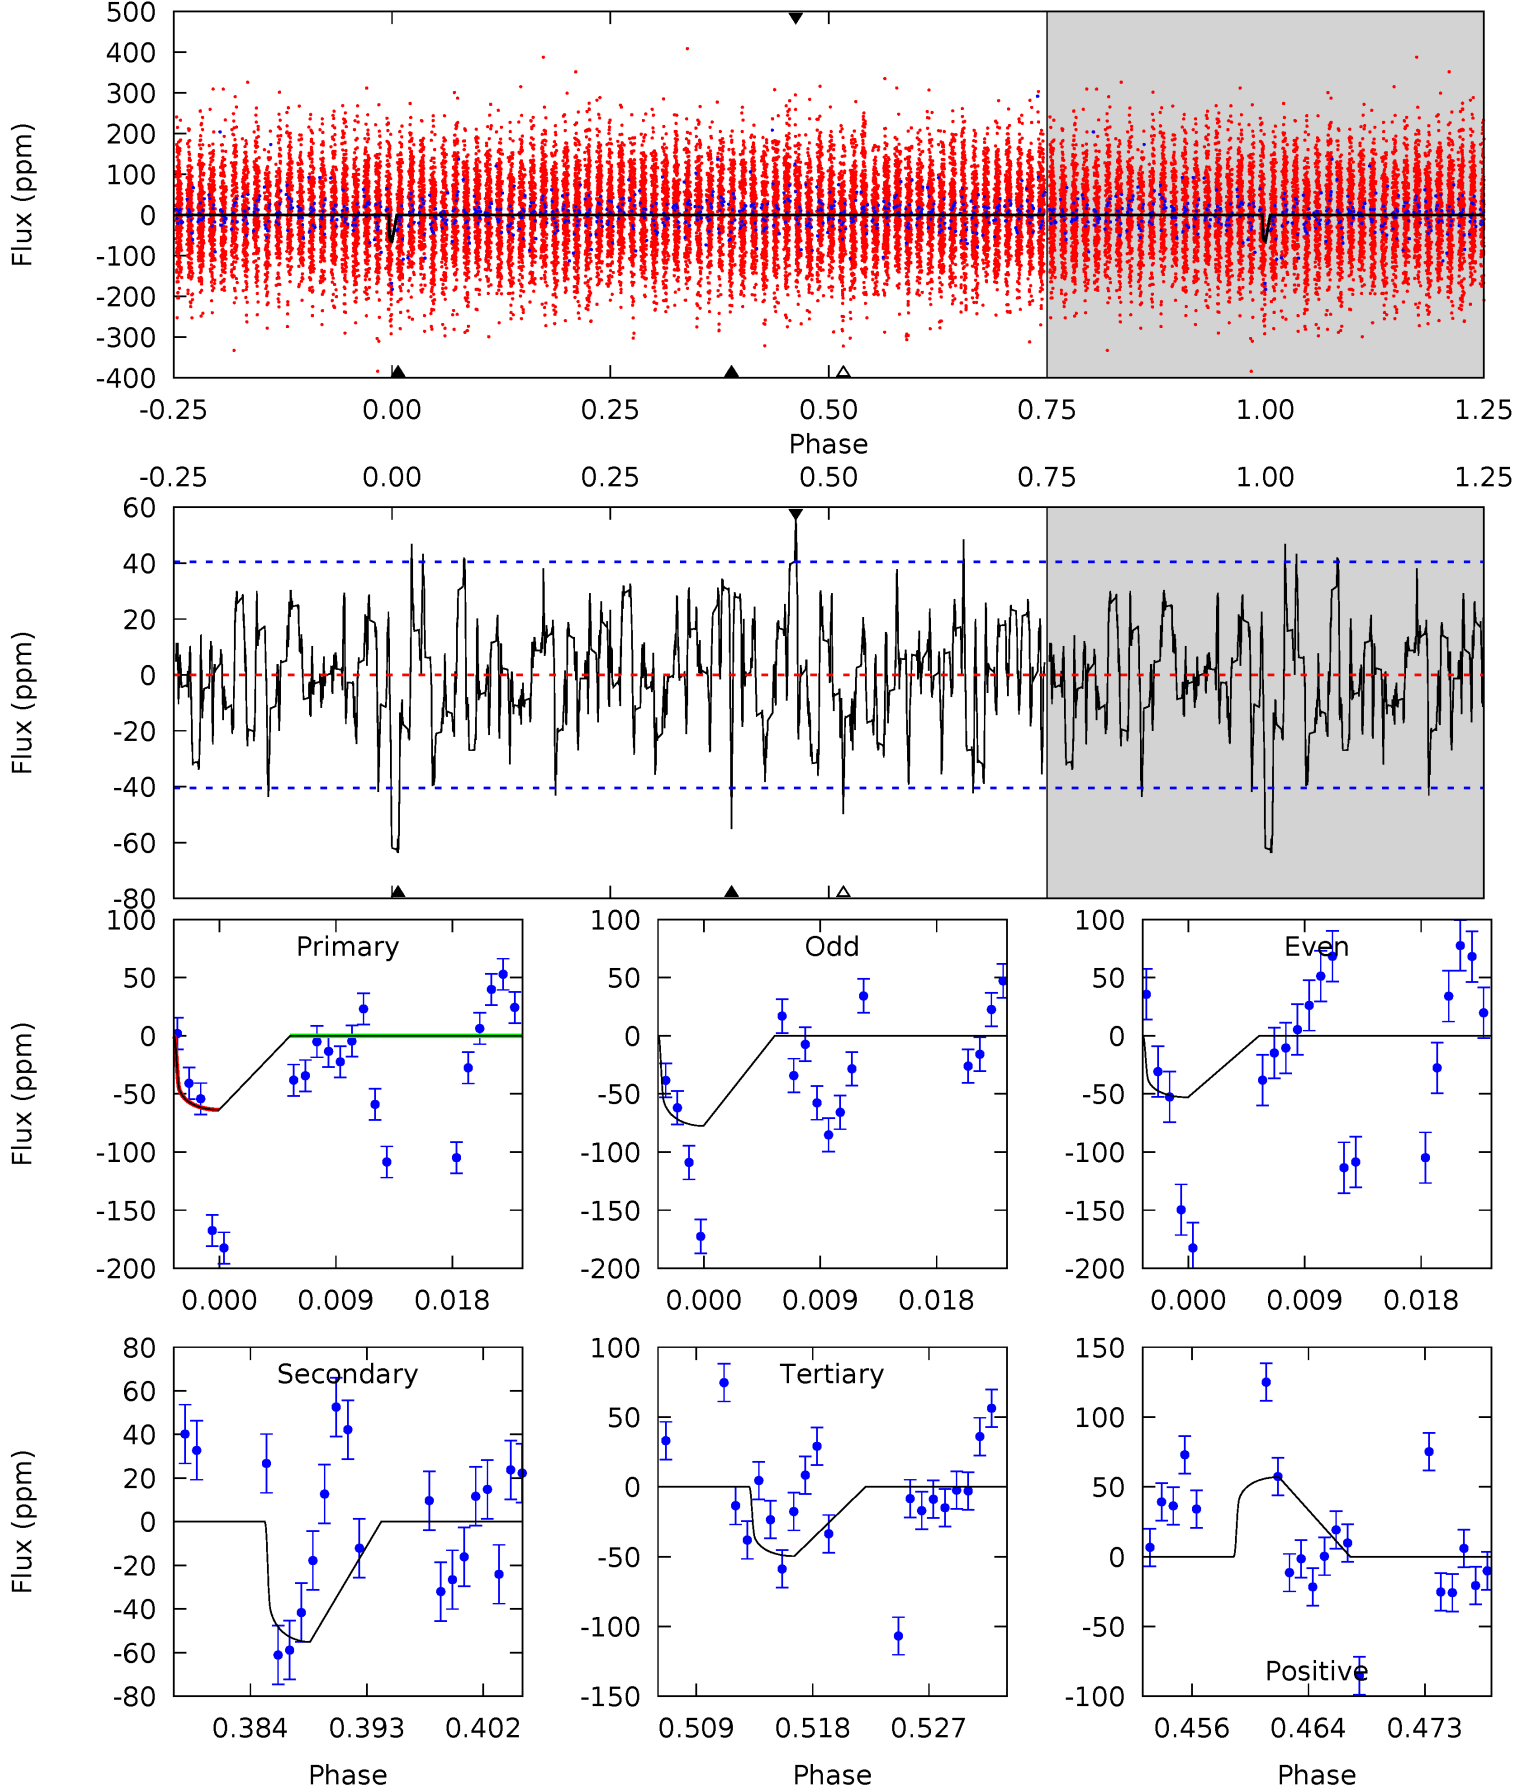 500
400
300
200
100
0
-100
-200
-300
-400
Flux (ppm)
-0.25 0.00 0.25 0.50 0.75 1.00 1.25
Phase
-0.25 0.00 0.25 0.50 0.75 1.00 1.25
60
40
20
0
-20
-40
-60
-80
Flux (ppm)
Primary Odd Even
100 50 0 -50 -100 -150 -200
Flux (ppm)
100 50 0 -50 -100 -150 -200
100 50 0 -50 -100 -150 -200
0.000 0.009 0.018
0.000 0.009 0.018
0.000 0.009 0.018
Secondary Tertiary
80 60 40 20 0 -20 -40 -60 -80
Flux (ppm)
100 50 0 -50 -100 -150
150 100 50 0 -50 -100
Positive
0.384 0.393 0.402
0.509 0.518 0.527
0.456 0.464 0.473
Phase Phase Phase